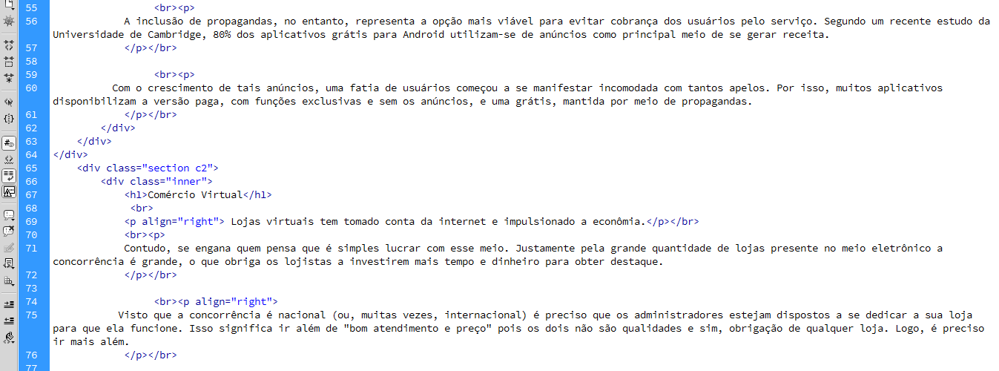 55 <br><p>
56 A inclusão de propagandas, no entanto, representa a opção mais viável para evitar cobrança dos usuários pelo serviço. Segundo um recente estudo da
Universidade de Cambridge, 80% dos aplicativos grátis para Android utilizam-se de anúncios como principal meio de se gerar receita.
57 </p></br>
58
59 <br><p>
60 Com o crescimento de tais anúncios, uma fatia de usuários começou a se manifestar incomodada com tantos apelos. Por isso, muitos aplicativos
disponibilizam a versão paga, com funções exclusivas e sem os anúncios, e uma grátis, mantida por meio de propagandas.
61 </p></br>
62 </div>
63 </div>
64 </div>
65 <div class="section c2">
66 <div class="inner">
67 <h1>Comércio Virtual</h1>
68 <br>
69 <p align="right"> Lojas virtuais tem tomado conta da internet e impulsionado a econômia.</p></br>
70 <br><p>
71 Contudo, se engana quem pensa que é simples lucrar com esse meio. Justamente pela grande quantidade de lojas presente no meio eletrônico a
concorrência é grande, o que obriga os lojistas a investirem mais tempo e dinheiro para obter destaque.
72 </p></br>
73
74 <br><p align="right">
75 Visto que a concorrência é nacional (ou, muitas vezes, internacional) é preciso que os administradores estejam dispostos a se dedicar a sua loja
para que ela funcione. Isso significa ir além de "bom atendimento e preço" pois os dois não são qualidades e sim, obrigação de qualquer loja. Logo, é preciso
ir mais além.
76 </p></br>
77